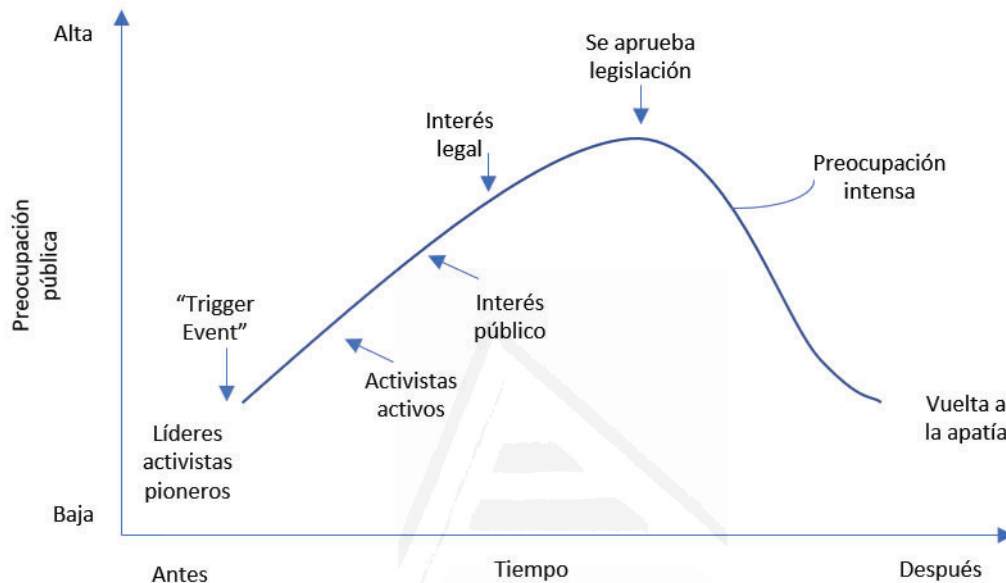 Alta
Se aprueba
legislación
Interés
legal
Preocupación
intensa
Preocupación
pública
“Trigger
Event”
Interés
público
Activistas
activos
Líderes
activistas
pioneros
Vuelta a
la apatía
Baja
Antes
Tiempo
Después